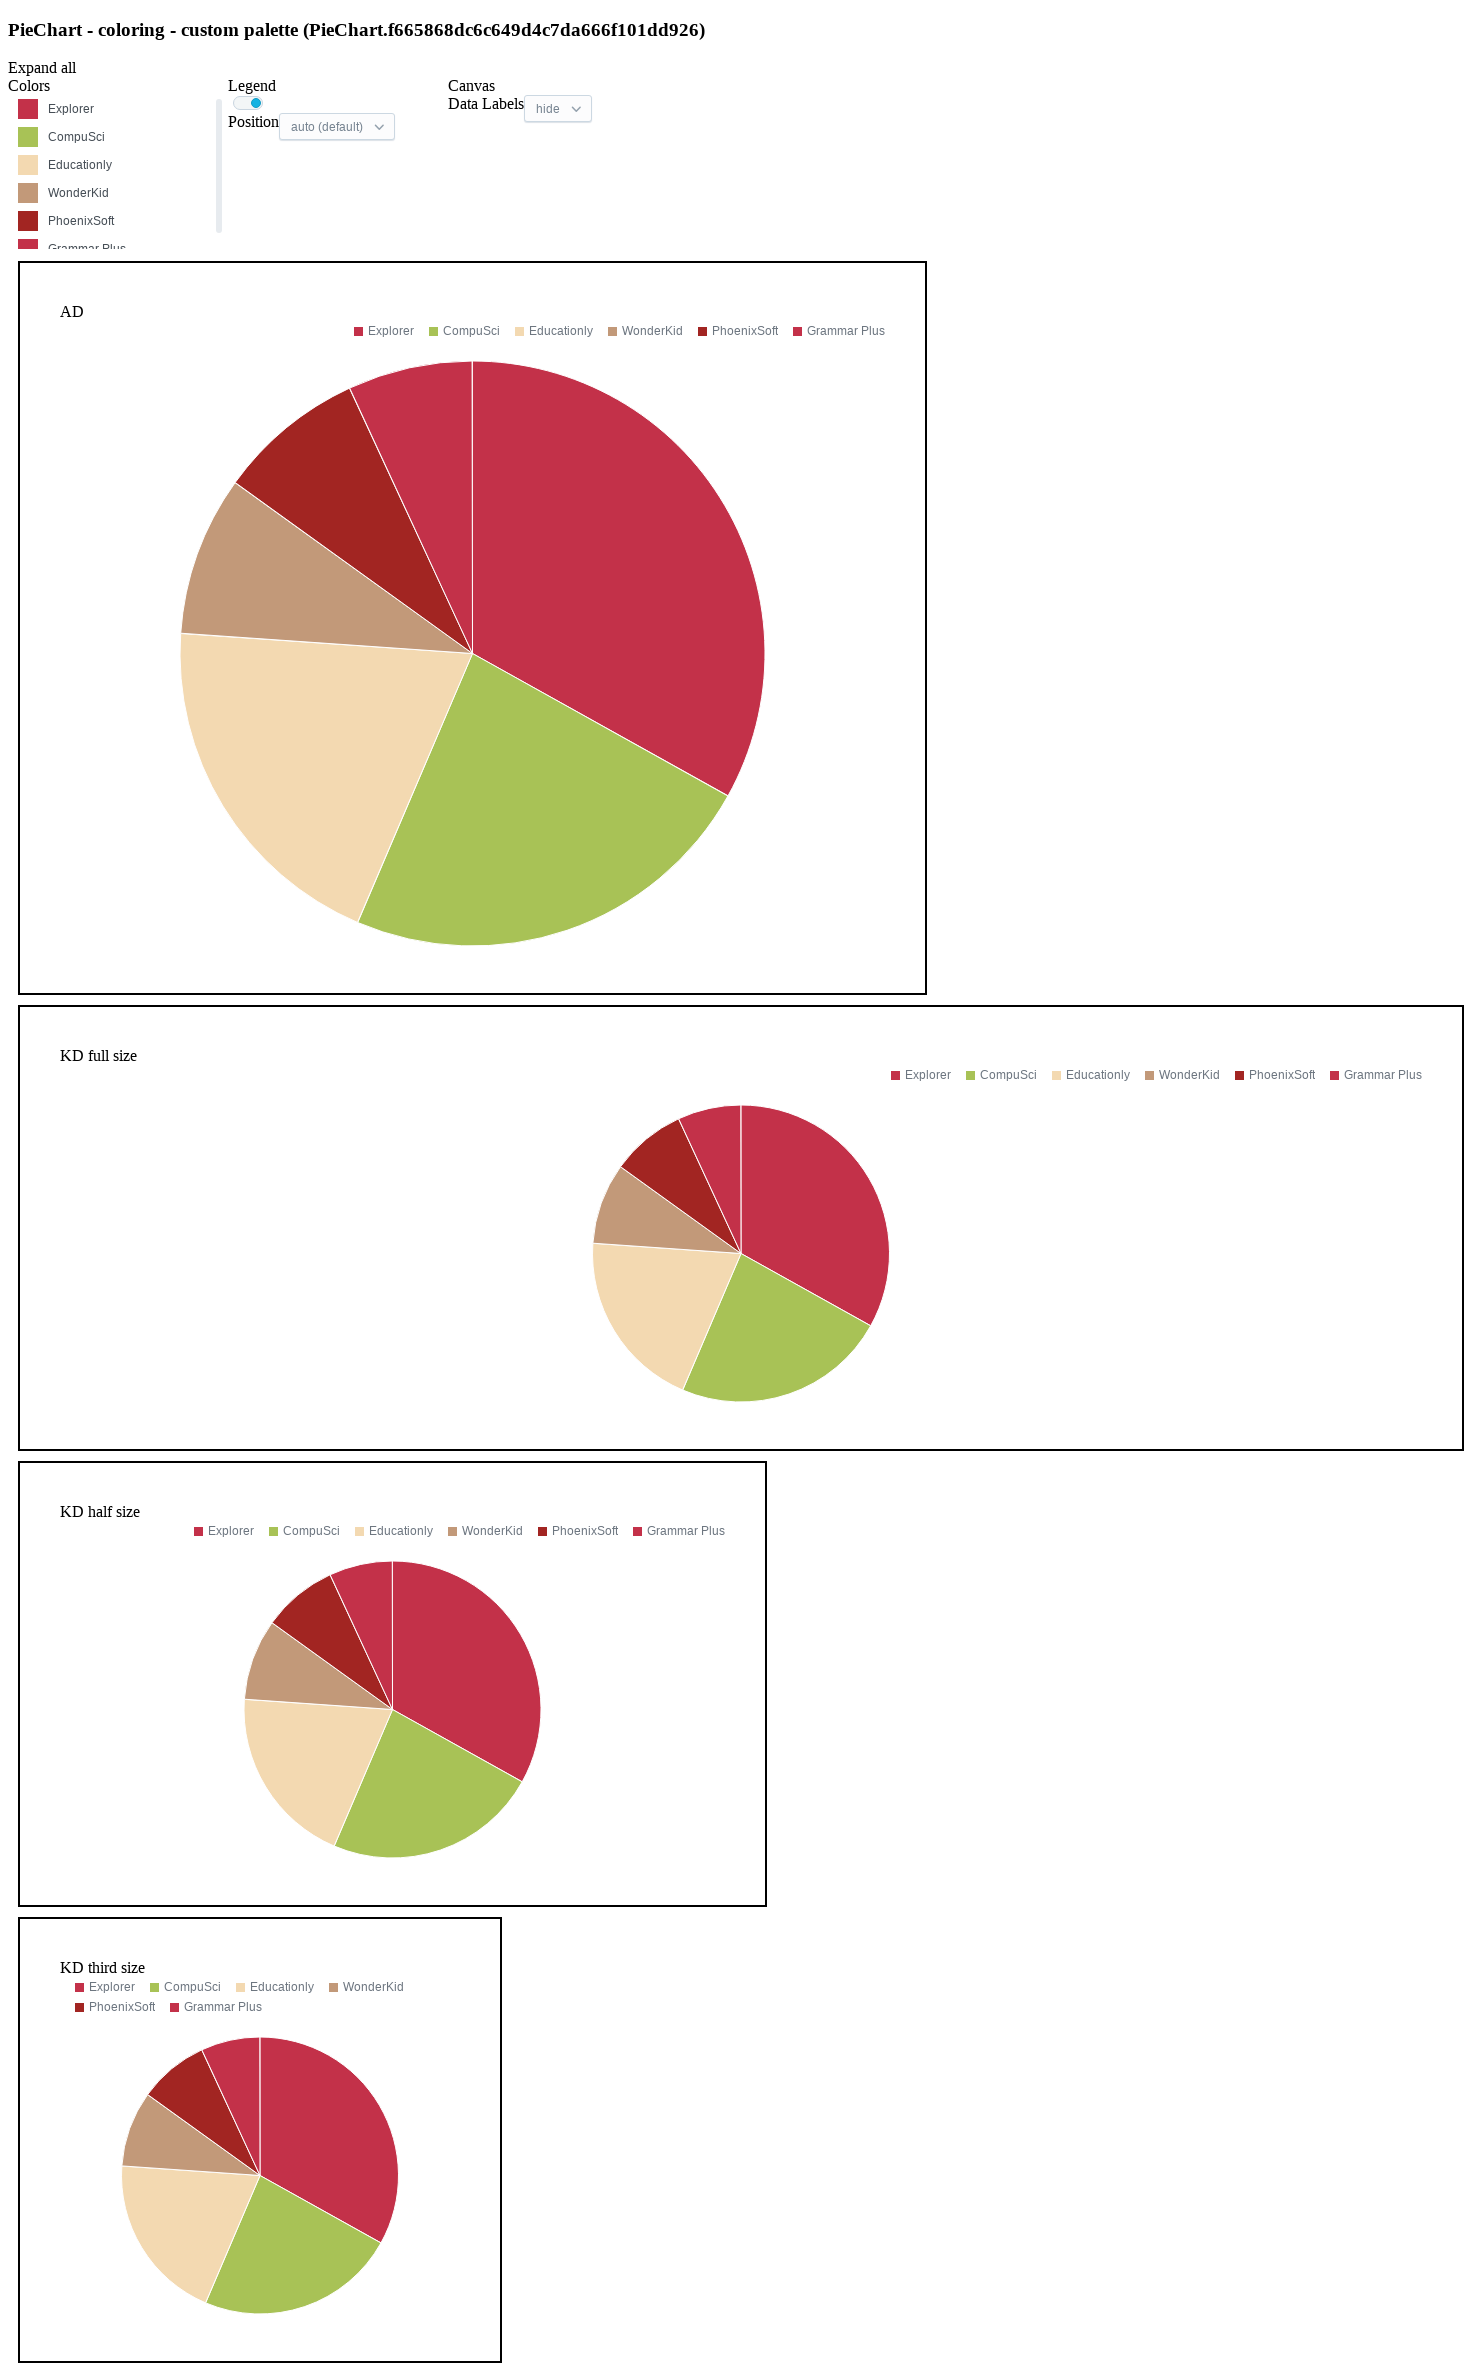 PieChart - coloring - custom palette (PieChart.f665868dc6c649d4c7da666f101dd926)
Expand all
Colors
Explorer
CompuSci
Educationly
WonderKid
PhoenixSoft
Grammar Plus
Legend
Position auto (default)
Canvas
Data Labels hide
AD
Explorer CompuSci Educationly WonderKid PhoenixSoft Grammar Plus
KD full size
Explorer CompuSci Educationly WonderKid PhoenixSoft Grammar Plus
KD half size
Explorer CompuSci Educationly WonderKid PhoenixSoft Grammar Plus
KD third size
Explorer CompuSci Educationly WonderKid
PhoenixSoft Grammar Plus